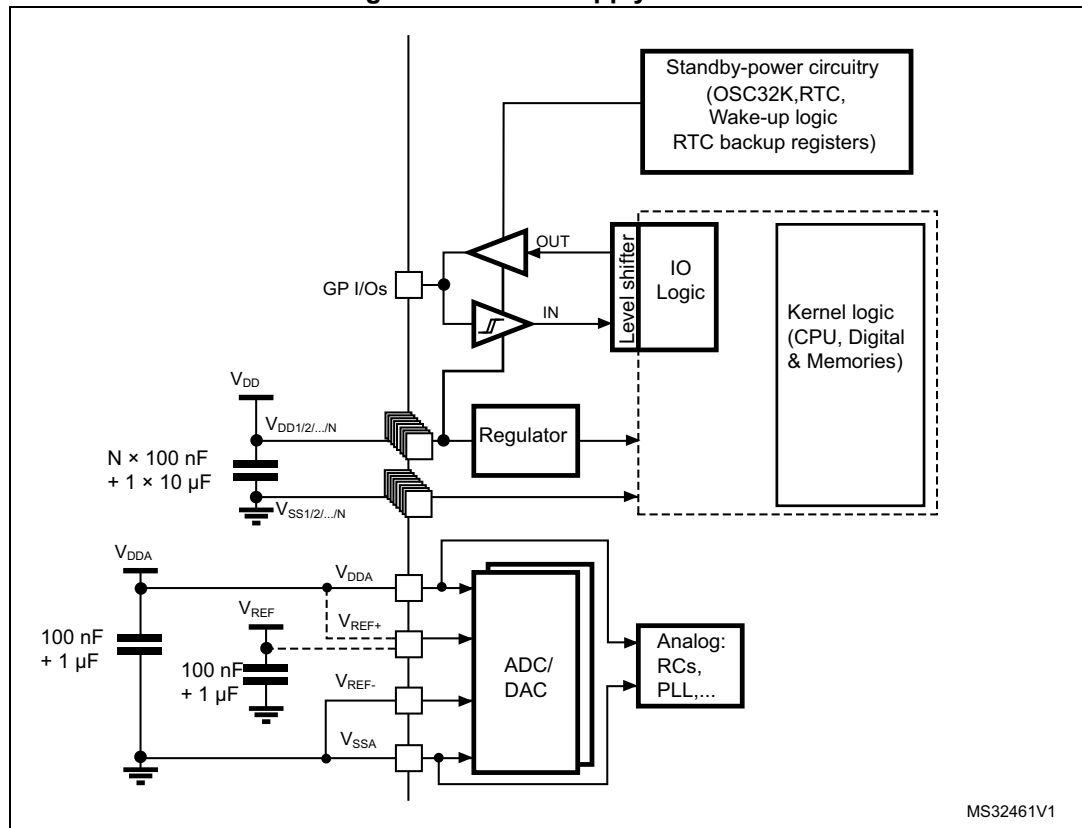 Standby-power circuitry
(OSC32K,RTC,
Wake-up logic
RTC backup registers)
OUT
IN
GP I/Os
Level shifter
IO
Logic
Kernel logic
(CPU, Digital
& Memories)
VDD
VDD1/2/.../N
Regulator
N × 100 nF
+ 1 × 10 μF
VSS1/2/.../N
VDDA
VDDA
VREF
VREF+
100 nF
+ 1 μF
100 nF
+ 1 μF
VREF-
VSSA
ADC/
DAC
Analog:
RCs,
PLL,...
MS32461V1